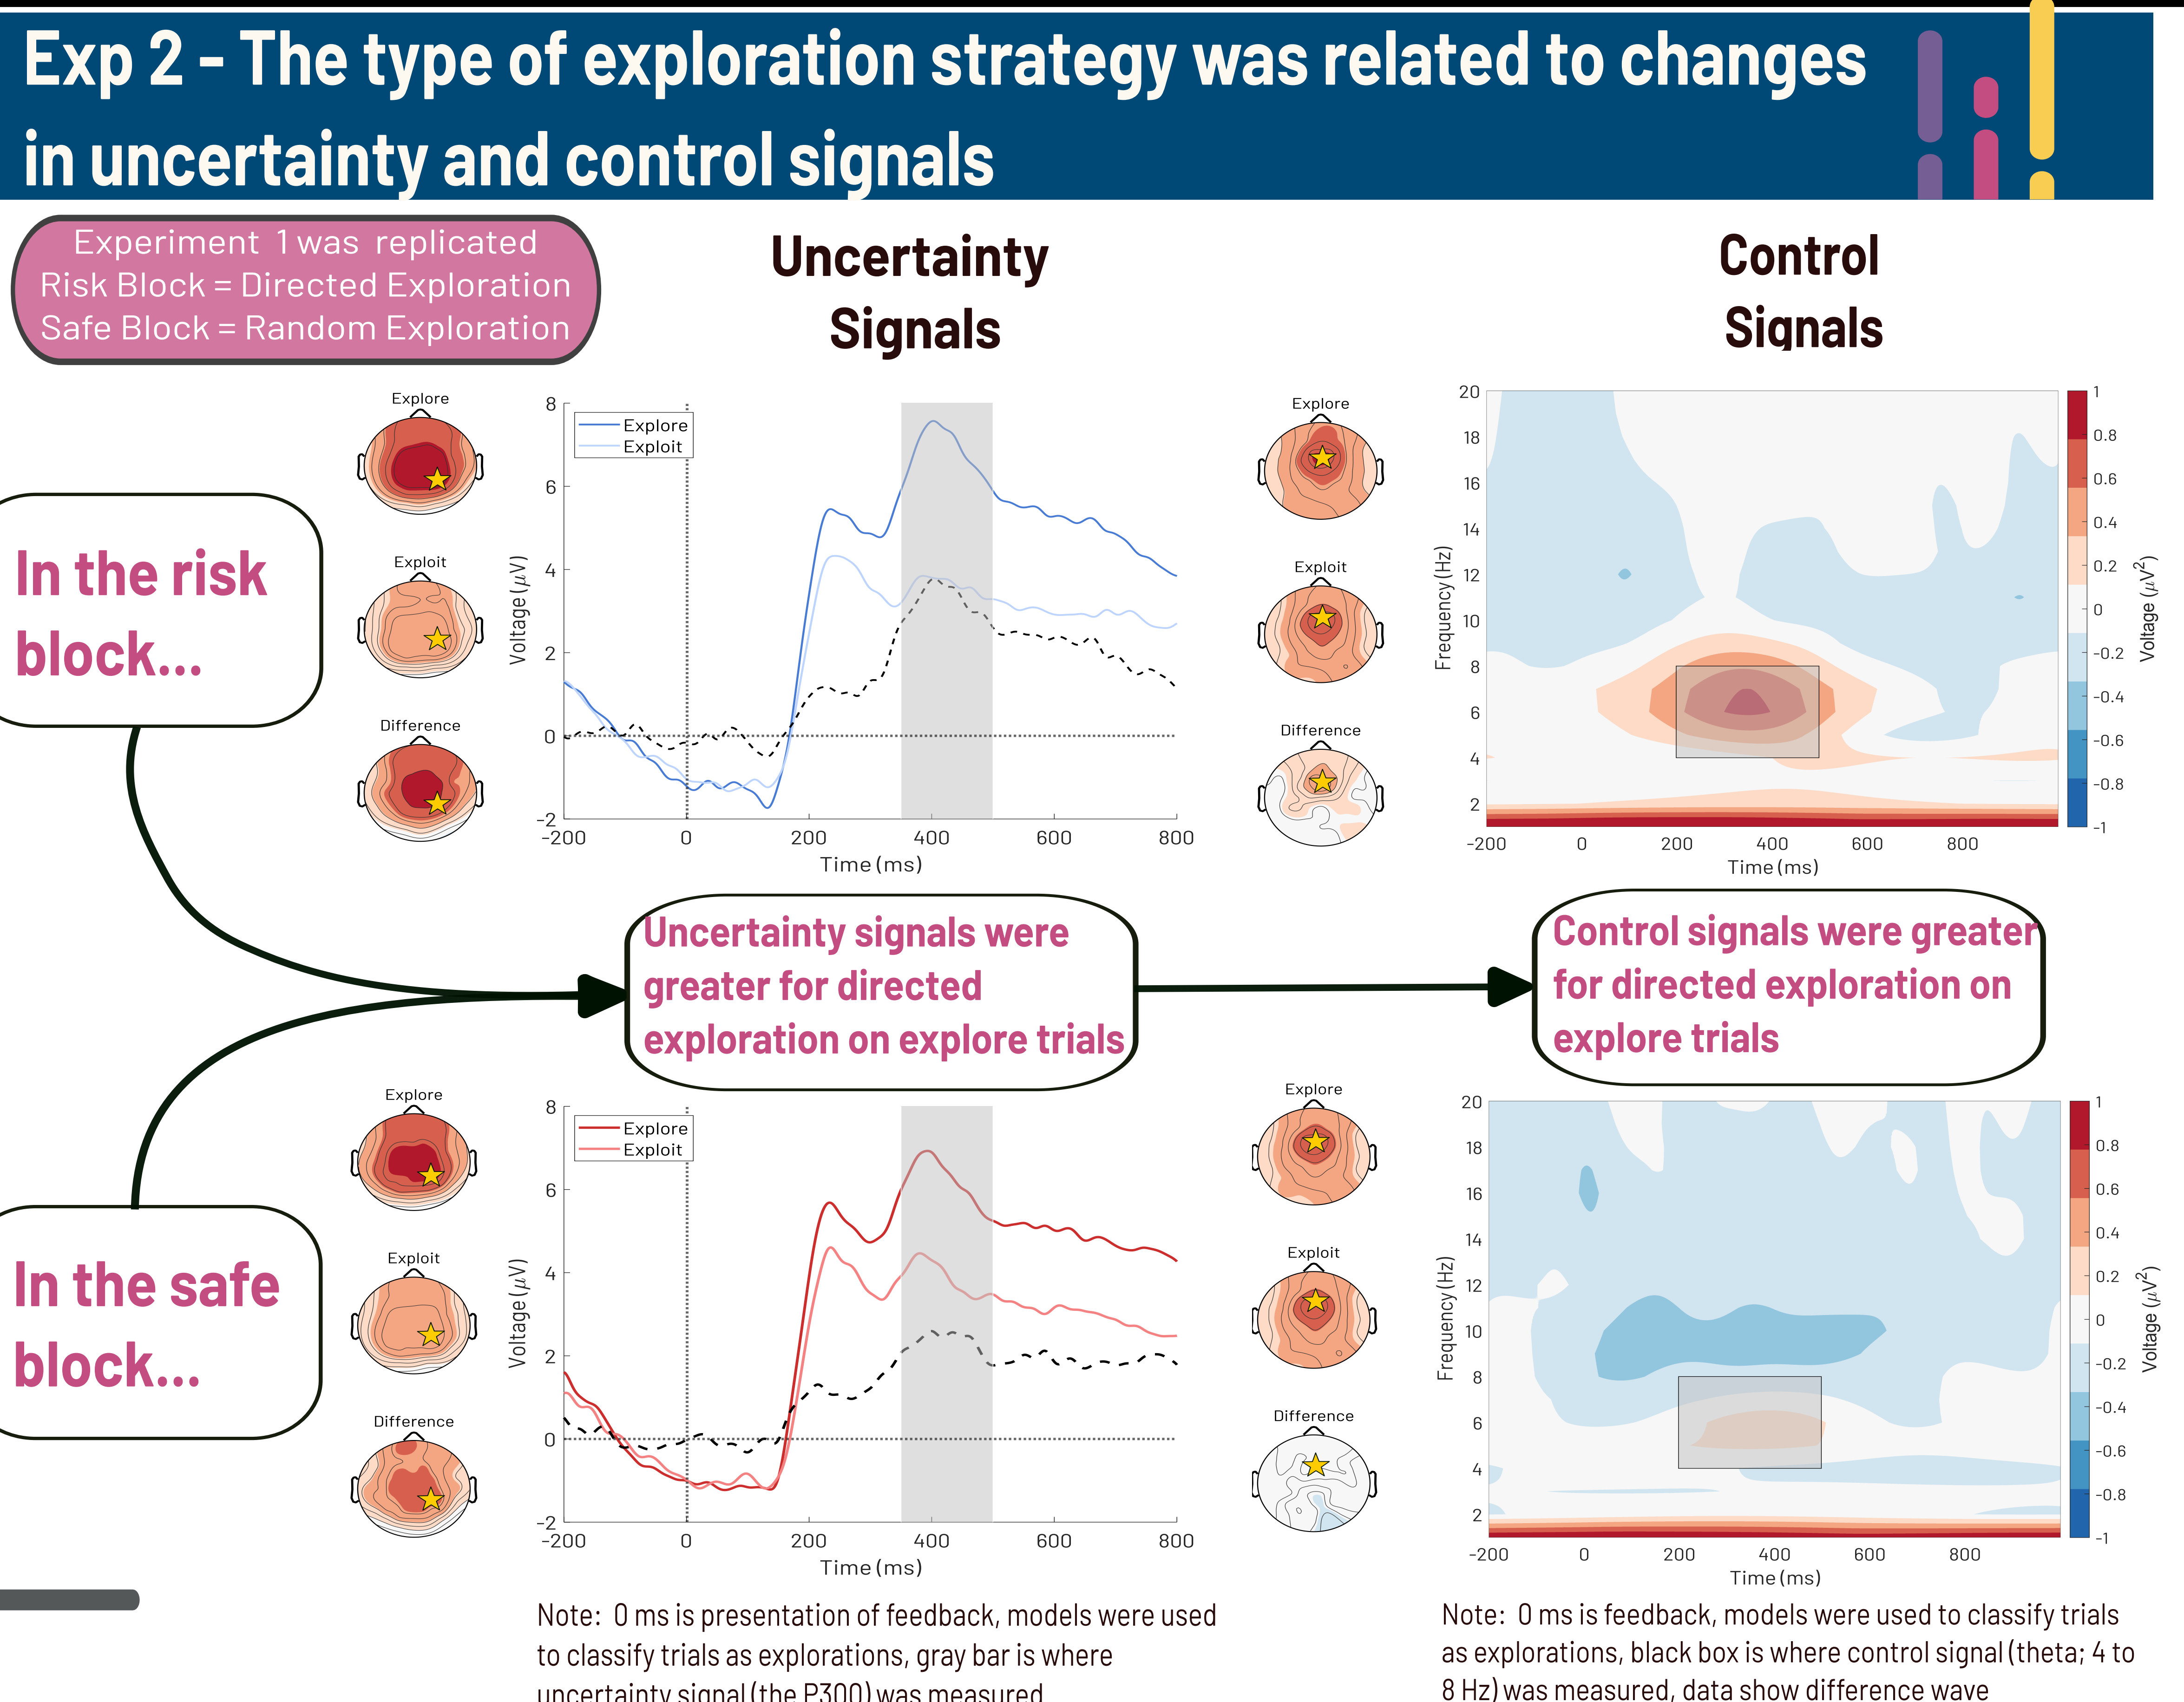 Exp 2 - The type of exploration strategy was related to changes
in uncertainty and control signals
Experiment 1 was replicated
Risk Block = Directed Exploration
Safe Block = Random Exploration
Uncertainty
Signals
Control
Signals
In the risk
block...
Explore
Exploit
Difference
8
6
4
2
0
-2
Voltage (μV)
Explore
Exploit
-200 0 200 400 600 800
Time (ms)
Explore
Exploit
Difference
20
18
16
14
12
10
8
6
4
2
Frequency (Hz)
-200 0 200 400 600 800
Time (ms)
1
0.8
0.6
0.4
0.2
0
-0.2
-0.4
-0.6
-0.8
-1
Voltage (μV²)
Uncertainty signals were
greater for directed
exploration on explore trials
Control signals were greater
for directed exploration on
explore trials
In the safe
block...
Explore
Exploit
Difference
8
6
4
2
0
-2
Voltage (μV)
Explore
Exploit
-200 0 200 400 600 800
Time (ms)
Explore
Exploit
Difference
20
18
16
14
12
10
8
6
4
2
Frequency (Hz)
-200 0 200 400 600 800
Time (ms)
1
0.8
0.6
0.4
0.2
0
-0.2
-0.4
-0.6
-0.8
-1
Voltage (μV²)
Note: 0 ms is presentation of feedback, models were used
to classify trials as explorations, gray bar is where
uncertainty signal (the P300) was measured
Note: 0 ms is feedback, models were used to classify trials
as explorations, black box is where control signal (theta; 4 to
8 Hz) was measured, data show difference wave